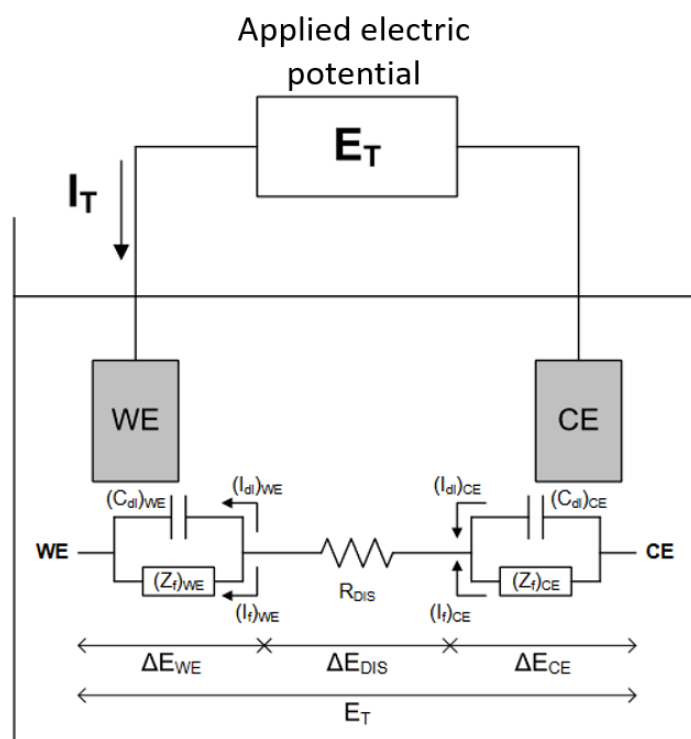 Applied electric
potential
E_T
I_T
WE
CE
(C_dl)_WE
(I_dl)_WE
(I_dl)_CE
(C_dl)_CE
WE
CE
(Z_f)_WE
R_DIS
(Z_f)_CE
(I_f)_WE
(I_f)_CE
ΔE_WE
ΔE_DIS
ΔE_CE
E_T